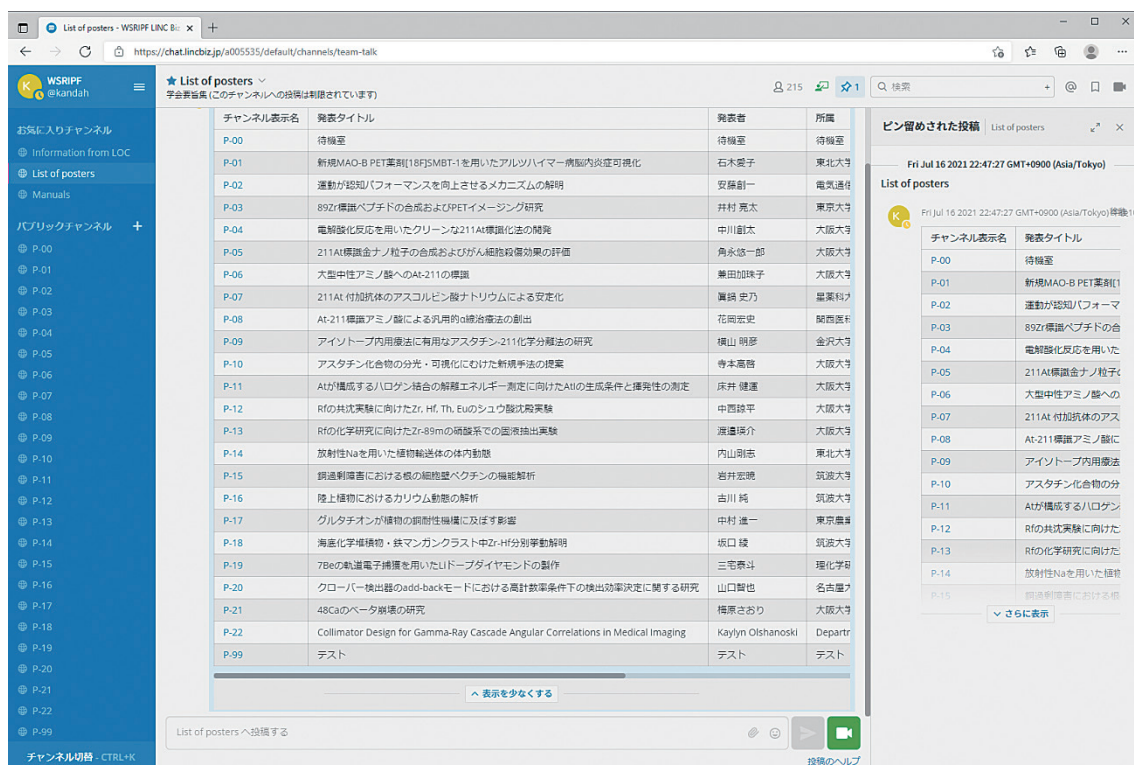 List of posters - WSRIPF LINC Biz
https://chat.lincbiz.jp/a005535/default/channels/team-talk
WSRIPF
@kandah
お気に入りチャンネル
Information from LOC
List of posters
Manuals
パブリックチャンネル +
P-00
P-01
P-02
P-03
P-04
P-05
P-06
P-07
P-08
P-09
P-10
P-11
P-12
P-13
P-14
P-15
P-16
P-17
P-18
P-19
P-20
P-21
P-22
P-99
チャンネル切替 - CTRL+K
List of posters
学会要旨集 (このチャンネルへの投稿は制限されています)
215 1 検索
チャンネル表示名 発表タイトル 発表者 所属
P-00 待機室 待機室 待機室
P-01 新規MAO-B PET薬剤[18F]SMBT-1を用いたアルツハイマー病脳内炎症可視化 石木愛子 東北大学
P-02 運動が認知パフォーマンスを向上させるメカニズムの解明 安藤創一 電気通信
P-03 89Zr標識ペプチドの合成およびPETイメージング研究 井村 亮太 東京大学
P-04 電解酸化反応を用いたクリーンな211At標識化法の開発 中川創太 大阪大学
P-05 211At標識金ナノ粒子の合成およびがん細胞殺傷効果の評価 角永悠一郎 大阪大学
P-06 大型中性アミノ酸へのAt-211の標識 兼田加珠子 大阪大学
P-07 211At 付加抗体のアスコルビン酸ナトリウムによる安定化 眞鍋 史乃 星薬科大
P-08 At-211標識アミノ酸による汎用的α線治療法の創出 花岡宏史 関西医科
P-09 アイソトープ内用療法に有用なアスタチン-211化学分離法の研究 横山 明彦 金沢大学
P-10 アスタチン化合物の分光・可視化にむけた新規手法の提案 寺本高啓 大阪大学
P-11 Atが構成するハロゲン結合の解離エネルギー測定に向けたAtIの生成条件と揮発性の測定 床井 健運 大阪大学
P-12 Rfの共沈実験に向けたZr, Hf, Th, Euのシュウ酸沈殿実験 中西諒平 大阪大学
P-13 Rfの化学研究に向けたZr-89mの硝酸系での固液抽出実験 渡邉瑛介 大阪大学
P-14 放射性Naを用いた植物輸送体の体内動態 内山剛志 東北大学
P-15 銅過剰障害における根の細胞壁ペクチンの機能解析 岩井宏暁 筑波大学
P-16 陸上植物におけるカリウム動態の解析 古川 純 筑波大学
P-17 グルタチオンが植物の銅耐性機構に及ぼす影響 中村 進一 東京農業
P-18 海底化学堆積物・鉄マンガンクラスト中Zr-Hf分別挙動解明 坂口 綾 筑波大学
P-19 7Beの軌道電子捕獲を用いたLiドープダイヤモンドの製作 三宅泰斗 理化学研
P-20 クローバー検出器のadd-backモードにおける高計数率条件下の検出効率決定に関する研究 山口智也 名古屋大
P-21 48Caのベータ崩壊の研究 梅原さおり 大阪大学
P-22 Collimator Design for Gamma-Ray Cascade Angular Correlations in Medical Imaging Kaylyn Olshanoski Departr
P-99 テスト テスト テスト
表示を少なくする
List of posters へ投稿する
投稿のヘルプ
ピン留めされた投稿 List of posters
Fri Jul 16 2021 22:47:27 GMT+0900 (Asia/Tokyo)
List of posters
Fri Jul 16 2021 22:47:27 GMT+0900 (Asia/Tokyo)
チャンネル表示名 発表タイトル
P-00 待機室
P-01 新規MAO-B PET薬剤[1
P-02 運動が認知パフォーマ
P-03 89Zr標識ペプチドの合
P-04 電解酸化反応を用いた
P-05 211At標識金ナノ粒子の
P-06 大型中性アミノ酸への
P-07 211At 付加抗体のアス
P-08 At-211標識アミノ酸に
P-09 アイソトープ内用療法
P-10 アスタチン化合物の分
P-11 Atが構成するハロゲン
P-12 Rfの共沈実験に向けた
P-13 Rfの化学研究に向けた
P-14 放射性Naを用いた植物
P-15 銅過剰障害における根
さらに表示